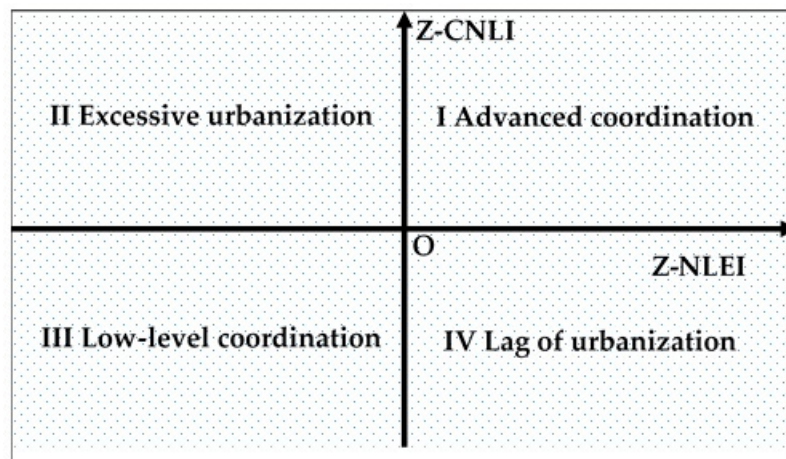 Z-CNLI
II Excessive urbanization
I Advanced coordination
O
Z-NLEI
III Low-level coordination
IV Lag of urbanization